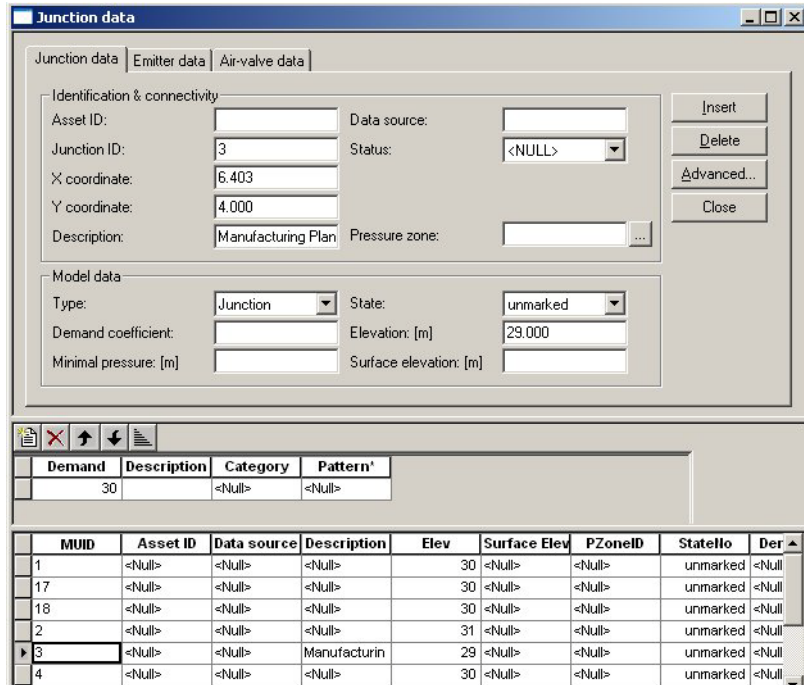 Junction data
Junction data Emitter data Air-valve data
Identification & connectivity
Asset ID: Data source:
Insert
Junction ID: 3 Status: <NULL>
Delete
X coordinate: 6.403
Advanced...
Y coordinate: 4.000
Close
Description: Manufacturing Plan Pressure zone: ...
Model data
Type: Junction State: unmarked
Demand coefficient: Elevation: [m] 29.000
Minimal pressure: [m] Surface elevation: [m]
Demand Description Category Pattern*
30 <Null> <Null>
MUID Asset ID Data source Description Elev Surface Elev PZoneID StateNo Der
1 <Null> <Null> <Null> 30 <Null> <Null> unmarked <Null
17 <Null> <Null> <Null> 30 <Null> <Null> unmarked <Null
18 <Null> <Null> <Null> 30 <Null> <Null> unmarked <Null
2 <Null> <Null> <Null> 31 <Null> <Null> unmarked <Null
3 <Null> <Null> Manufacturin 29 <Null> <Null> unmarked <Null
4 <Null> <Null> <Null> 30 <Null> <Null> unmarked <Null